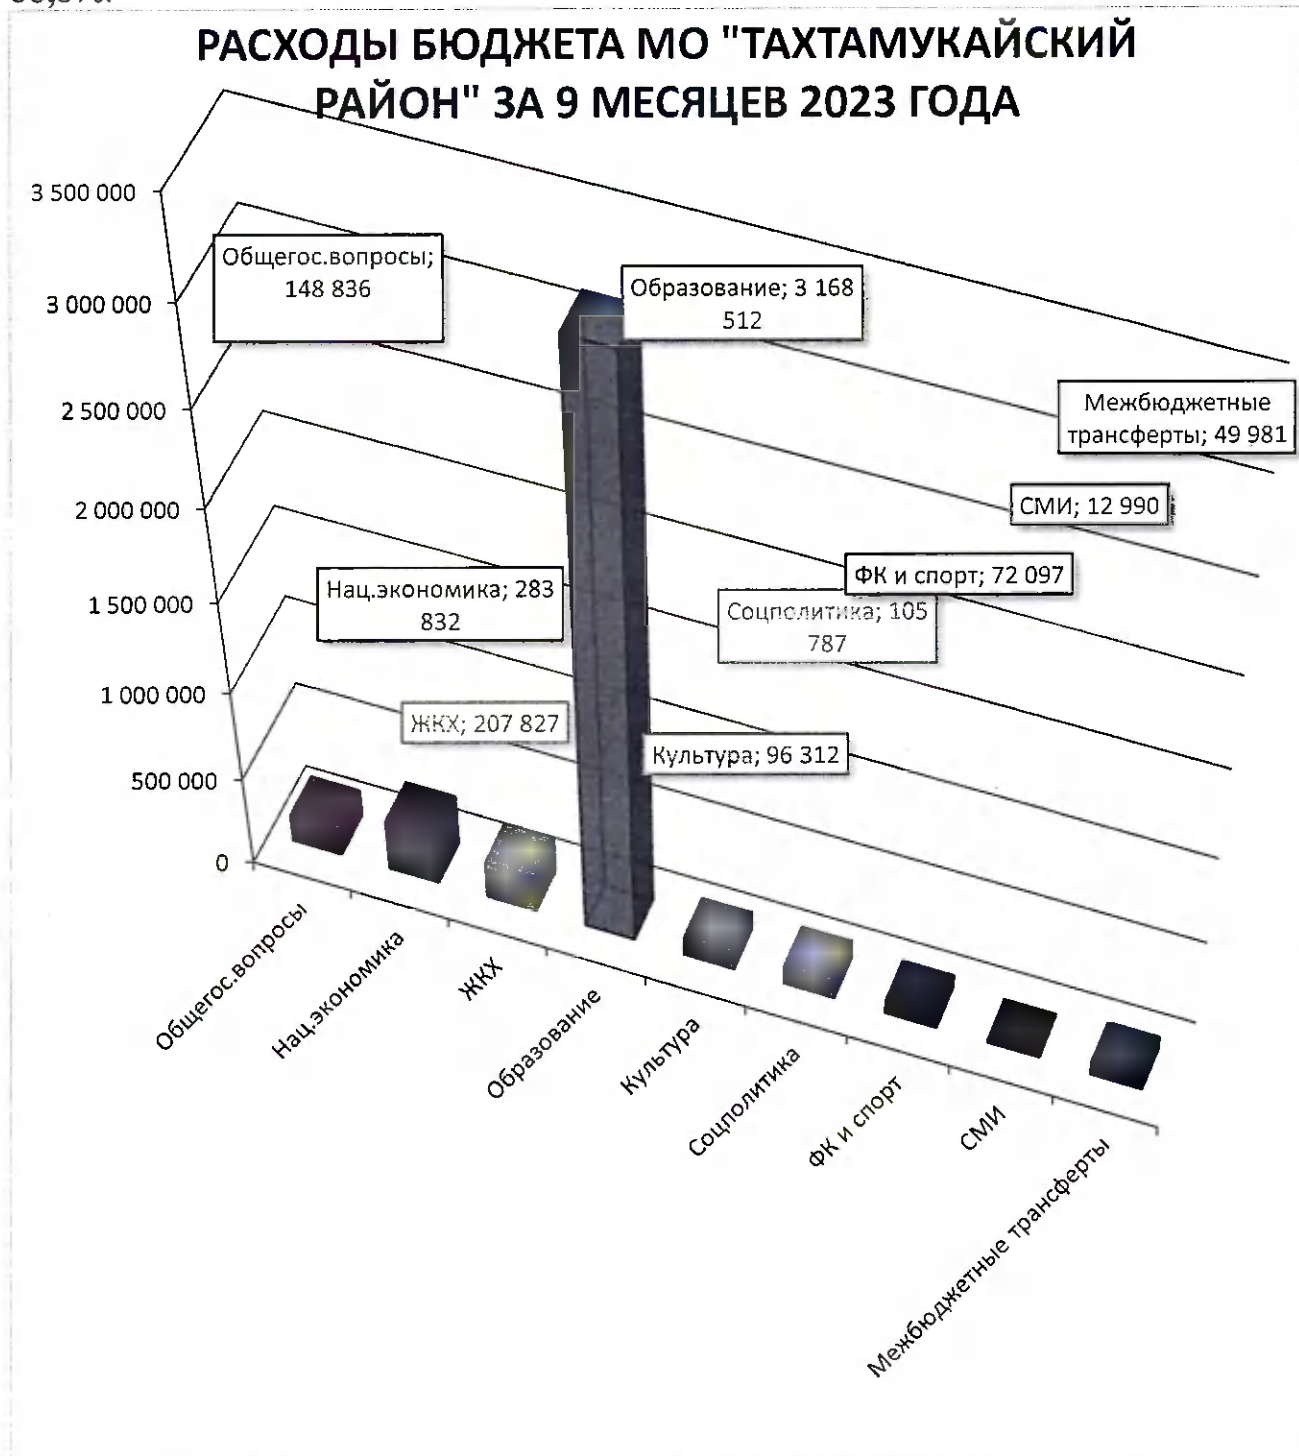 РАСХОДЫ БЮДЖЕТА МО "ТАХТАМУКАЙСКИЙ
РАЙОН" ЗА 9 МЕСЯЦЕВ 2023 ГОДА
3 500 000
3 000 000
2 500 000
2 000 000
1 500 000
1 000 000
500 000
0
Общегос.вопросы;
148 836
Образование; 3 168
512
Межбюджетные
трансферты; 49 981
СМИ; 12 990
ФК и спорт; 72 097
Нац.экономика; 283
832
Соцполитика; 105
787
ЖКХ; 207 827
Культура; 96 312
Общегос.вопросы
Нац.экономика
ЖКХ
Образование
Культура
Соцполитика
ФК и спорт
СМИ
Межбюджетные трансферты